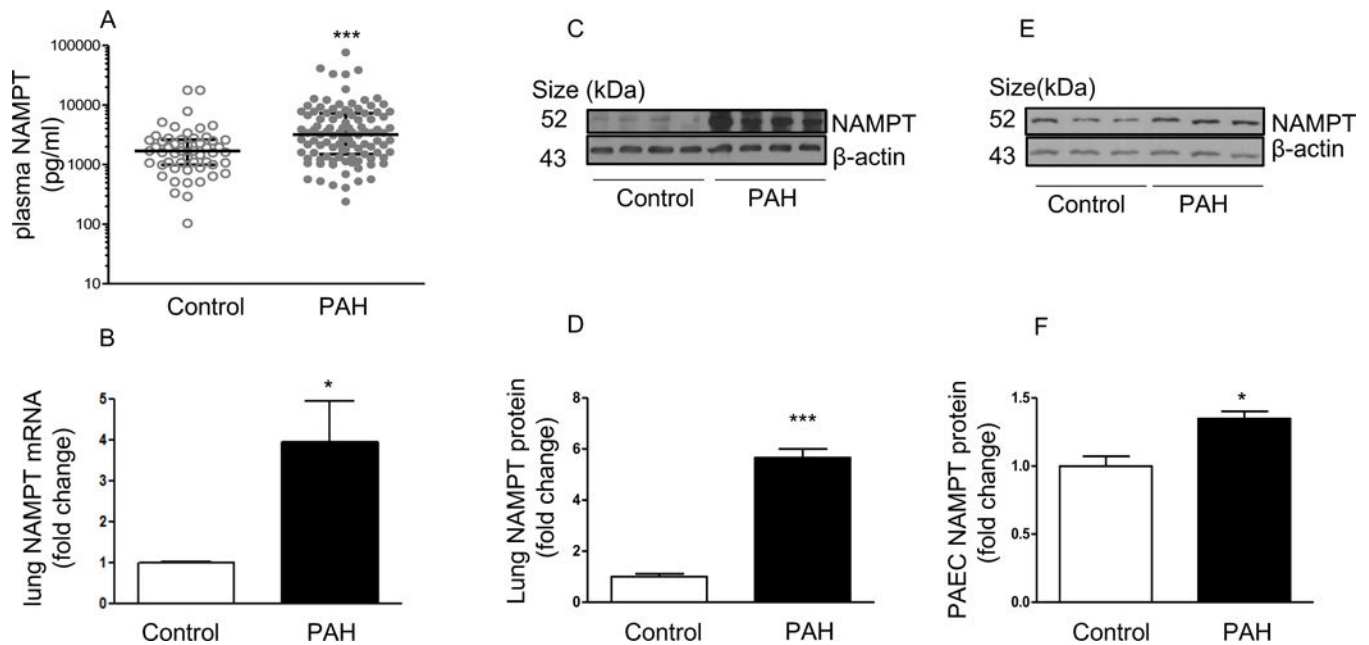 A
***
100000
10000
1000
100
10
plasma NAMPT
(pg/ml)
Control PAH
B
*
5
4
3
2
1
0
lung NAMPT mRNA
(fold change)
Control PAH
C
Size (kDa)
52 NAMPT
43 β-actin
Control PAH
D
***
8
6
4
2
0
Lung NAMPT protein
(fold change)
Control PAH
E
Size(kDa)
52 NAMPT
43 β-actin
Control PAH
F
*
1.5
1.0
0.5
0.0
PAEC NAMPT protein
(fold change)
Control PAH